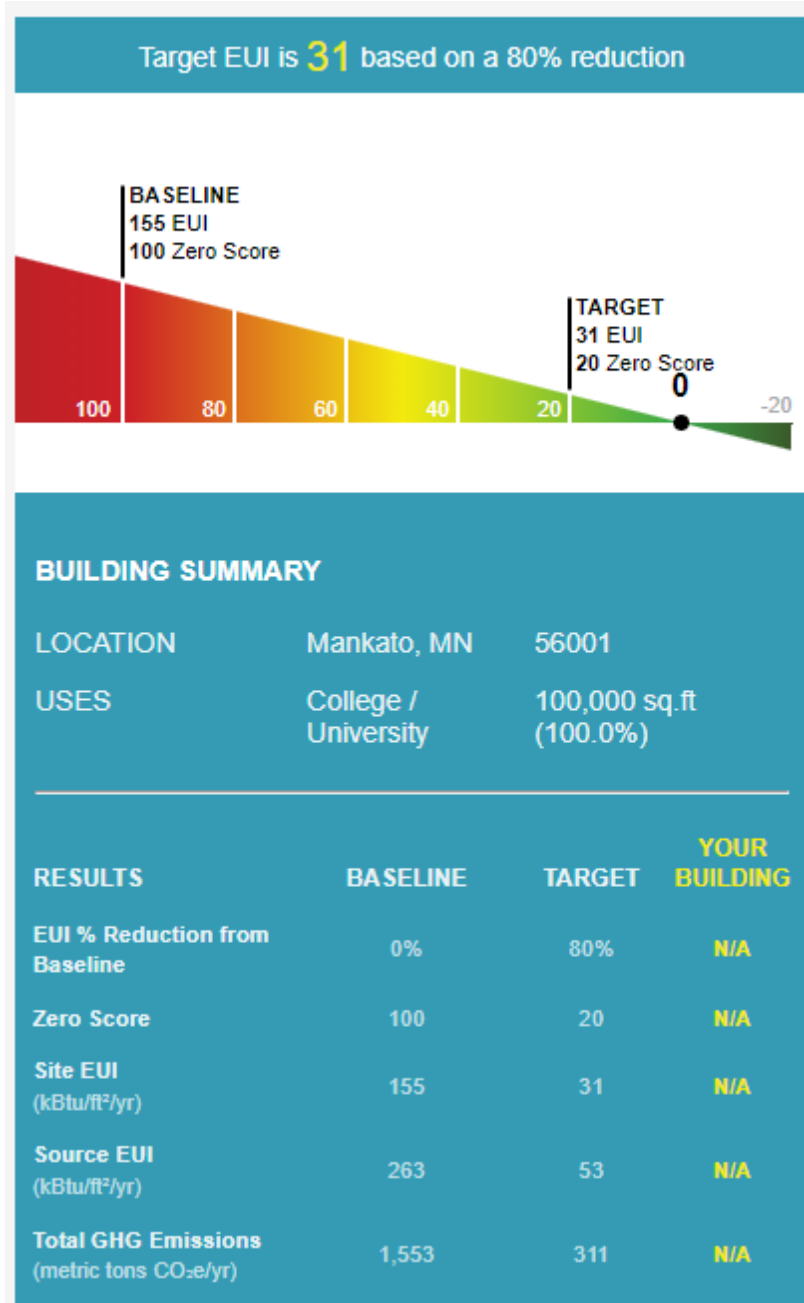 Target EUI is 31 based on a 80% reduction
BASELINE
155 EUI
100 Zero Score
TARGET
31 EUI
20 Zero Score
100
80
60
40
20
0
-20
BUILDING SUMMARY
LOCATION Mankato, MN 56001
USES College / 100,000 sq.ft
University (100.0%)
YOUR
RESULTS BASELINE TARGET BUILDING
EUI % Reduction from
Baseline 0% 80% N/A
Zero Score 100 20 N/A
Site EUI
(kBtu/ft²/yr) 155 31 N/A
Source EUI
(kBtu/ft²/yr) 263 53 N/A
Total GHG Emissions
(metric tons CO₂e/yr) 1,553 311 N/A